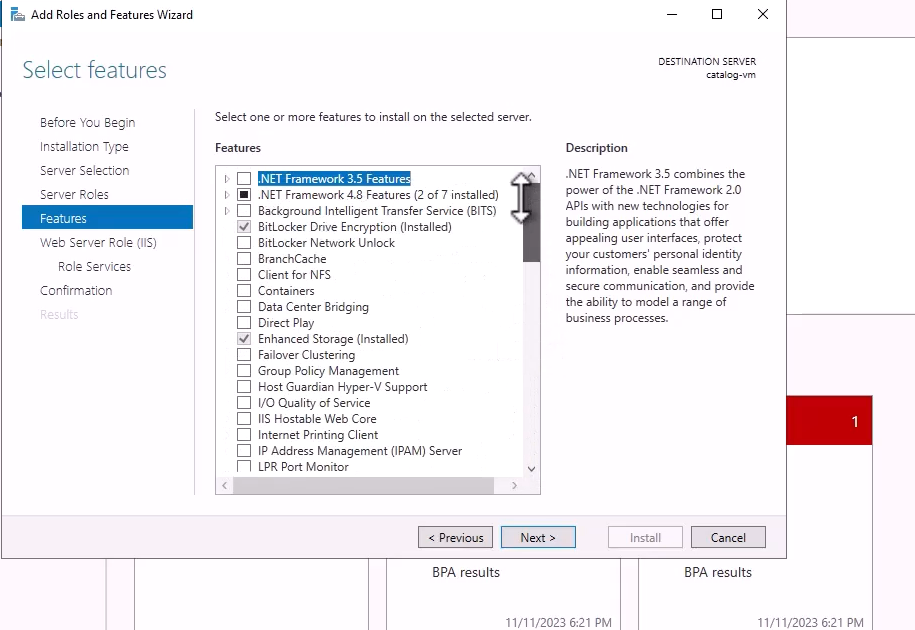 Add Roles and Features Wizard
Select features
DESTINATION SERVER
catalog-vm
Before You Begin
Installation Type
Server Selection
Server Roles
Features
Web Server Role (IIS)
Role Services
Confirmation
Results
Select one or more features to install on the selected server.
Features
.NET Framework 3.5 Features
.NET Framework 4.8 Features (2 of 7 installed)
Background Intelligent Transfer Service (BITS)
BitLocker Drive Encryption (Installed)
BitLocker Network Unlock
BranchCache
Client for NFS
Containers
Data Center Bridging
Direct Play
Enhanced Storage (Installed)
Failover Clustering
Group Policy Management
Host Guardian Hyper-V Support
I/O Quality of Service
IIS Hostable Web Core
Internet Printing Client
IP Address Management (IPAM) Server
LPR Port Monitor
Description
.NET Framework 3.5 combines the
power of the .NET Framework 2.0
APIs with new technologies for
building applications that offer
appealing user interfaces, protect
your customers' personal identity
information, enable seamless and
secure communication, and provide
the ability to model a range of
business processes.
1
< Previous
Next >
Install
Cancel
BPA results
BPA results
11/11/2023 6:21 PM
11/11/2023 6:21 PM